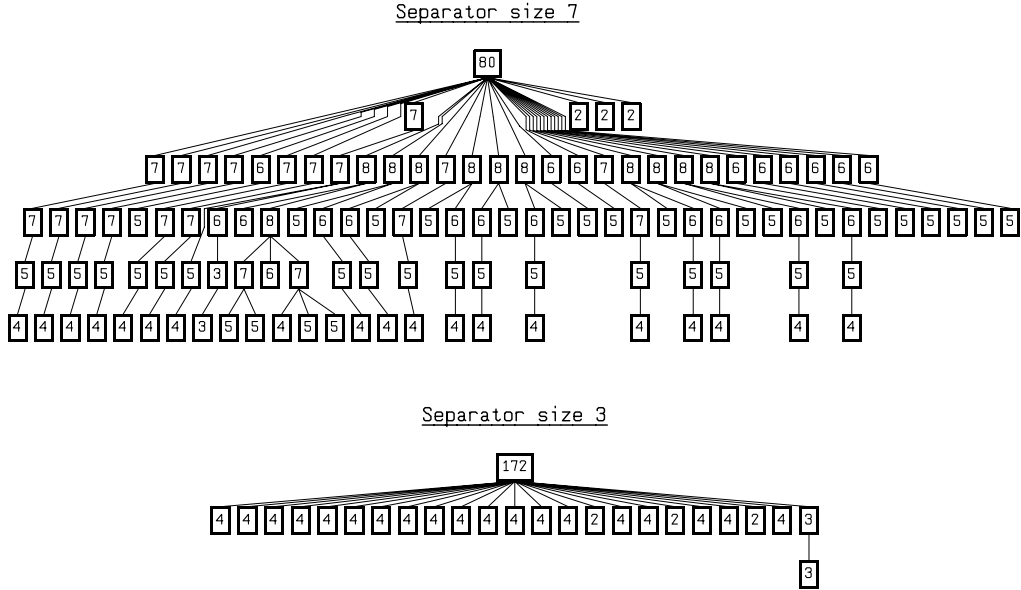 Separator size 7
80
7 2 2 2
7 7 7 7 6 7 7 7 8 8 8 7 8 8 8 6 6 7 8 8 8 8 6 6 6 6 6 6
7 7 7 7 5 7 7 6 6 8 5 6 6 5 7 5 6 6 5 6 5 5 5 7 5 6 6 5 5 6 5 6 5 5 5 5 5 5
5 5 5 5 5 5 5 3 7 6 7 5 5 5 5 5 5 5 5 5 5 5
4 4 4 4 4 4 4 3 5 5 4 5 5 4 4 4 4 4 4 4 4 4 4 4
Separator size 3
172
4 4 4 4 4 4 4 4 4 4 4 4 4 4 2 4 4 2 4 4 2 4 3
3